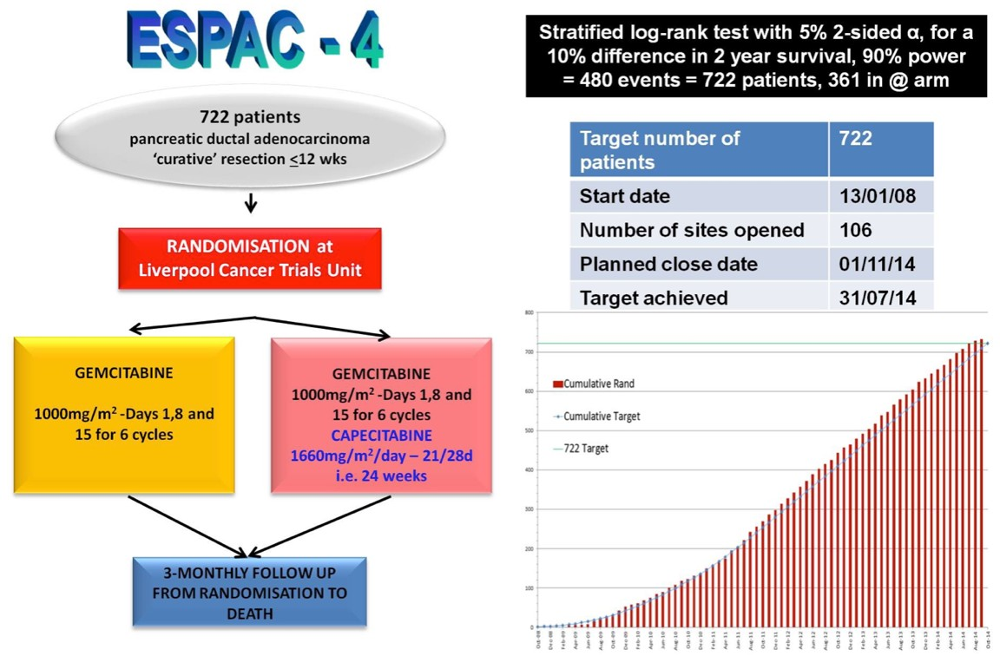 ESPAC - 4
722 patients
pancreatic ductal adenocarcinoma
‘curative’ resection ≤12 wks
RANDOMISATION at
Liverpool Cancer Trials Unit
GEMCITABINE
1000mg/m² -Days 1,8 and
15 for 6 cycles
GEMCITABINE
1000mg/m² -Days 1,8 and
15 for 6 cycles
CAPECITABINE
1660mg/m²/day – 21/28d
i.e. 24 weeks
3-MONTHLY FOLLOW UP
FROM RANDOMISATION TO
DEATH
Stratified log-rank test with 5% 2-sided α, for a
10% difference in 2 year survival, 90% power
= 480 events = 722 patients, 361 in @ arm
Target number of 722
patients
Start date 13/01/08
Number of sites opened 106
Planned close date 01/11/14
Target achieved 31/07/14
800
700
600
500
400
300
200
100
0
Cumulative Rand
Cumulative Target
722 Target
Oct-08 Dec-08 Feb-09 Apr-09 Jun-09 Aug-09 Oct-09 Dec-09 Feb-10 Apr-10 Jun-10 Aug-10 Oct-10 Dec-10 Feb-11 Apr-11 Jun-11 Aug-11 Oct-11 Dec-11 Feb-12 Apr-12 Jun-12 Aug-12 Oct-12 Dec-12 Feb-13 Apr-13 Jun-13 Aug-13 Oct-13 Dec-13 Feb-14 Apr-14 Jun-14 Aug-14 Oct-14